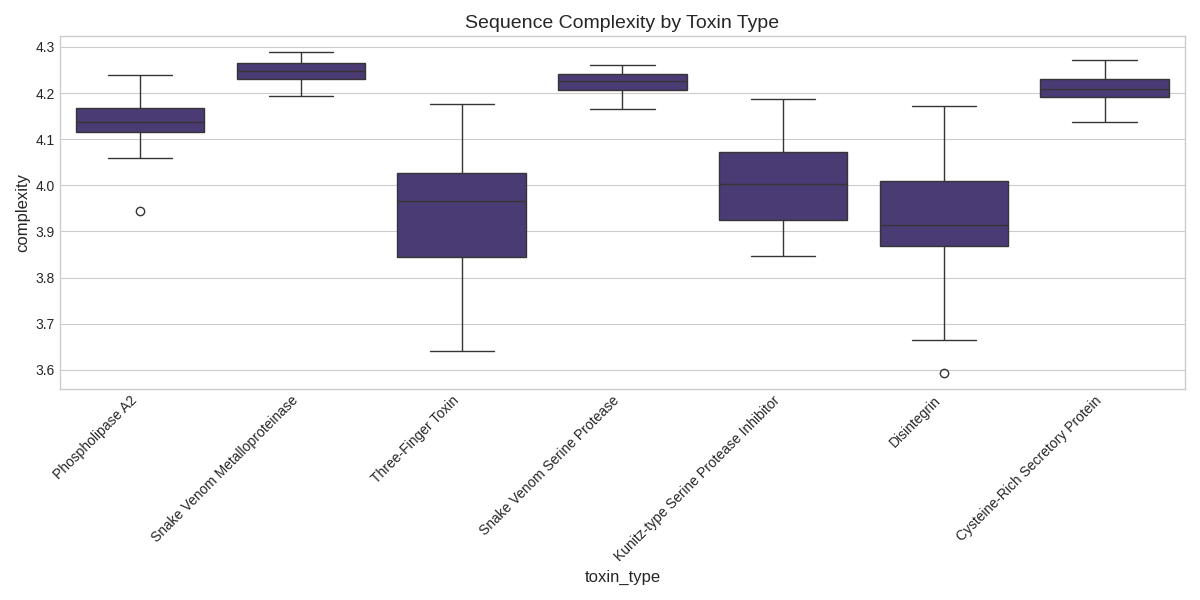 Sequence Complexity by Toxin Type
complexity
4.3
4.2
4.1
4.0
3.9
3.8
3.7
3.6
Phospholipase A2
Snake Venom Metalloproteinase
Three-Finger Toxin
Snake Venom Serine Protease
Kunitz-type Serine Protease Inhibitor
Disintegrin
Cysteine-Rich Secretory Protein
toxin_type